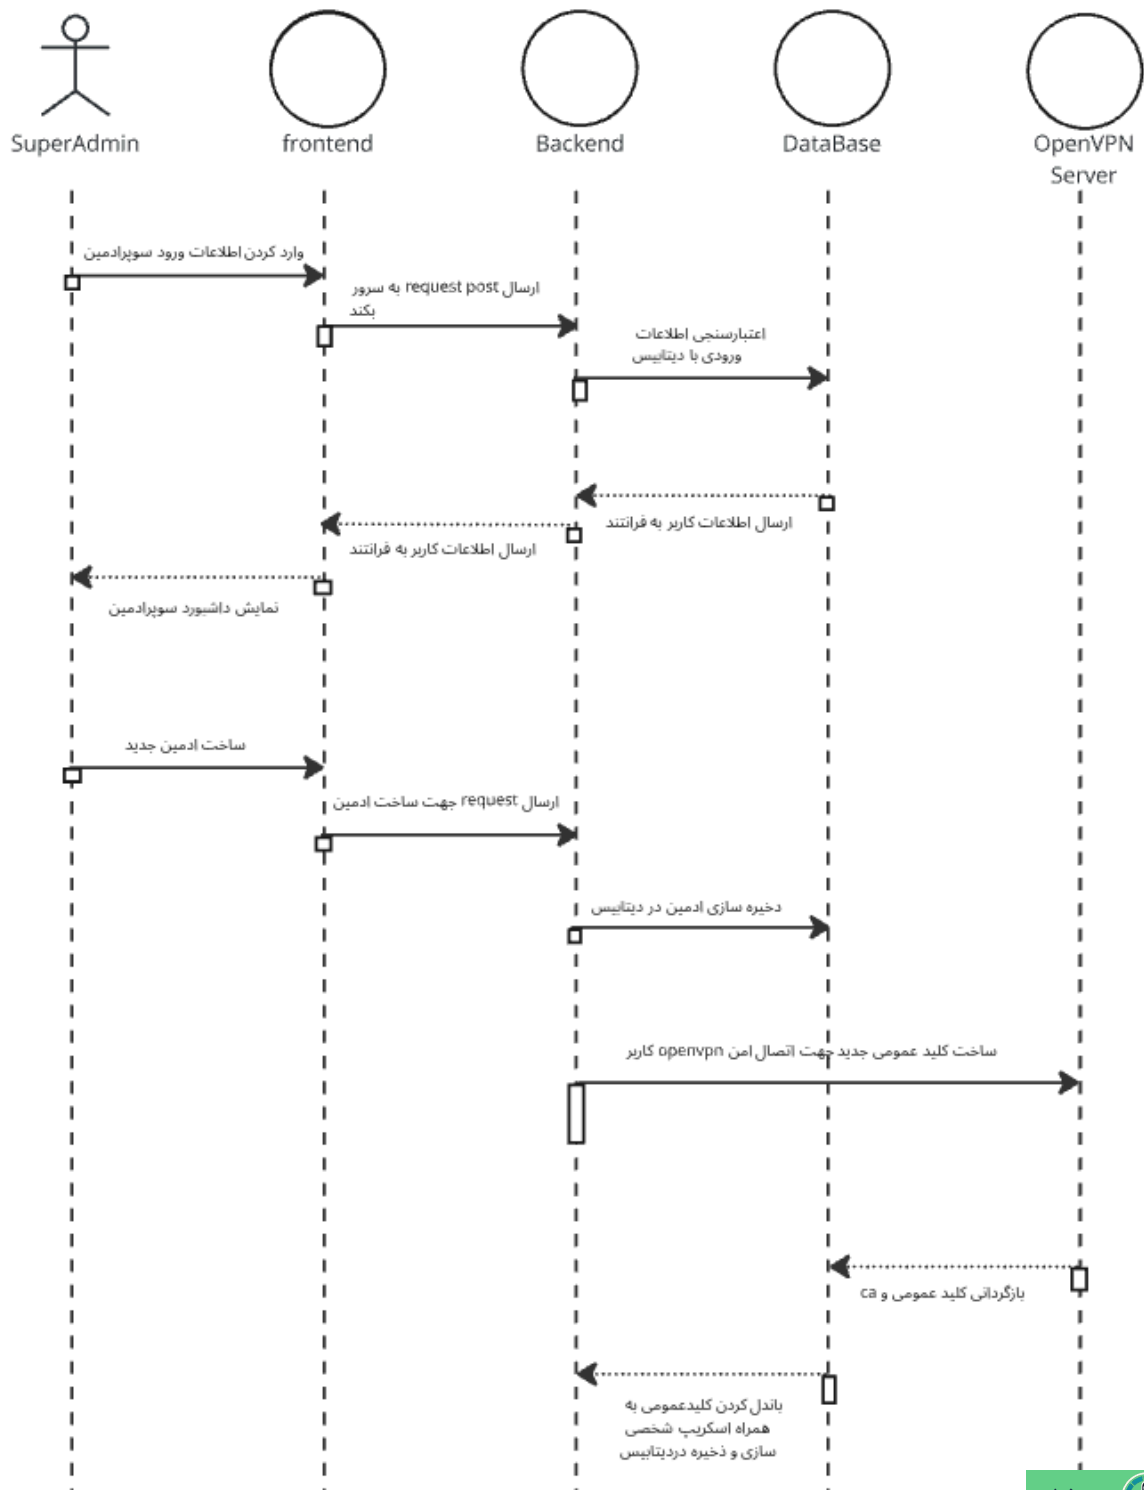 SuperAdmin
frontend
Backend
DataBase
OpenVPN
Server
وارد کردن اطلاعات ورود سوپرادمین
ارسال request post به سرور
بکند
اعتبارسنجی اطلاعات
ورودی با دیتابیس
ارسال اطلاعات کاربر به فرانتند
ارسال اطلاعات کاربر به فرانتند
نمایش داشبورد سوپرادمین
ساخت ادمین جدید
ارسال request جهت ساخت ادمین
ذخیره سازی ادمین در دیتابیس
ساخت کلید عمومی جدید جهت اتصال امن openvpn کاربر
بازگردانی کلید عمومی و ca
باندل کردن کلیدعمومی به
همراه اسکریپ شخصی
سازی و ذخیره دردیتابیس